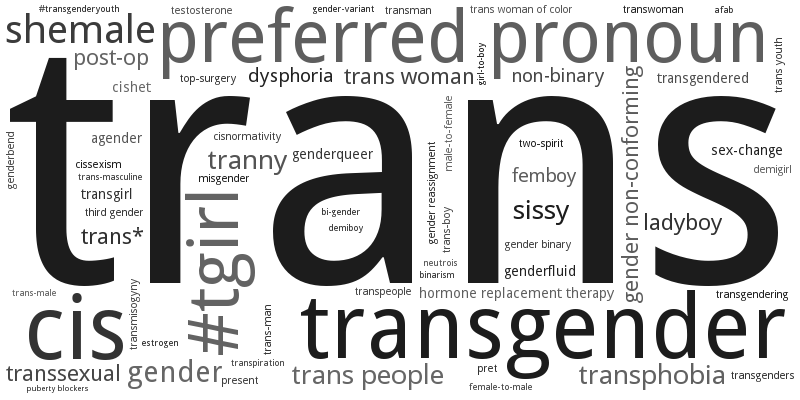 #transgenderyouth
testosterone
gender-variant
transman
trans woman of color
transwoman
afab
shemale
preferred pronoun
post-op
girl-to-boy
trans youth
cishet
top-surgery
dysphoria
trans woman
non-binary
transgendered
trans
genderbend
agender
cisnormativity
male-to-female
two-spirit
gender non-conforming
sex-change
cissexism
tranny
genderqueer
demigirl
trans-masculine
misgender
gender reassignment
femboy
transgirl
#tgirl
third gender
bi-gender
sissy
ladyboy
trans*
demiboy
trans-boy
gender binary
neutrois
binarism
genderfluid
trans-male
transpeople
hormone replacement therapy
transgendering
cis
transmisogyny
trans-man
transgender
estrogen
transsexual
gender
transpiration
present
trans people
pret
transphobia
transgenders
puberty blockers
female-to-male